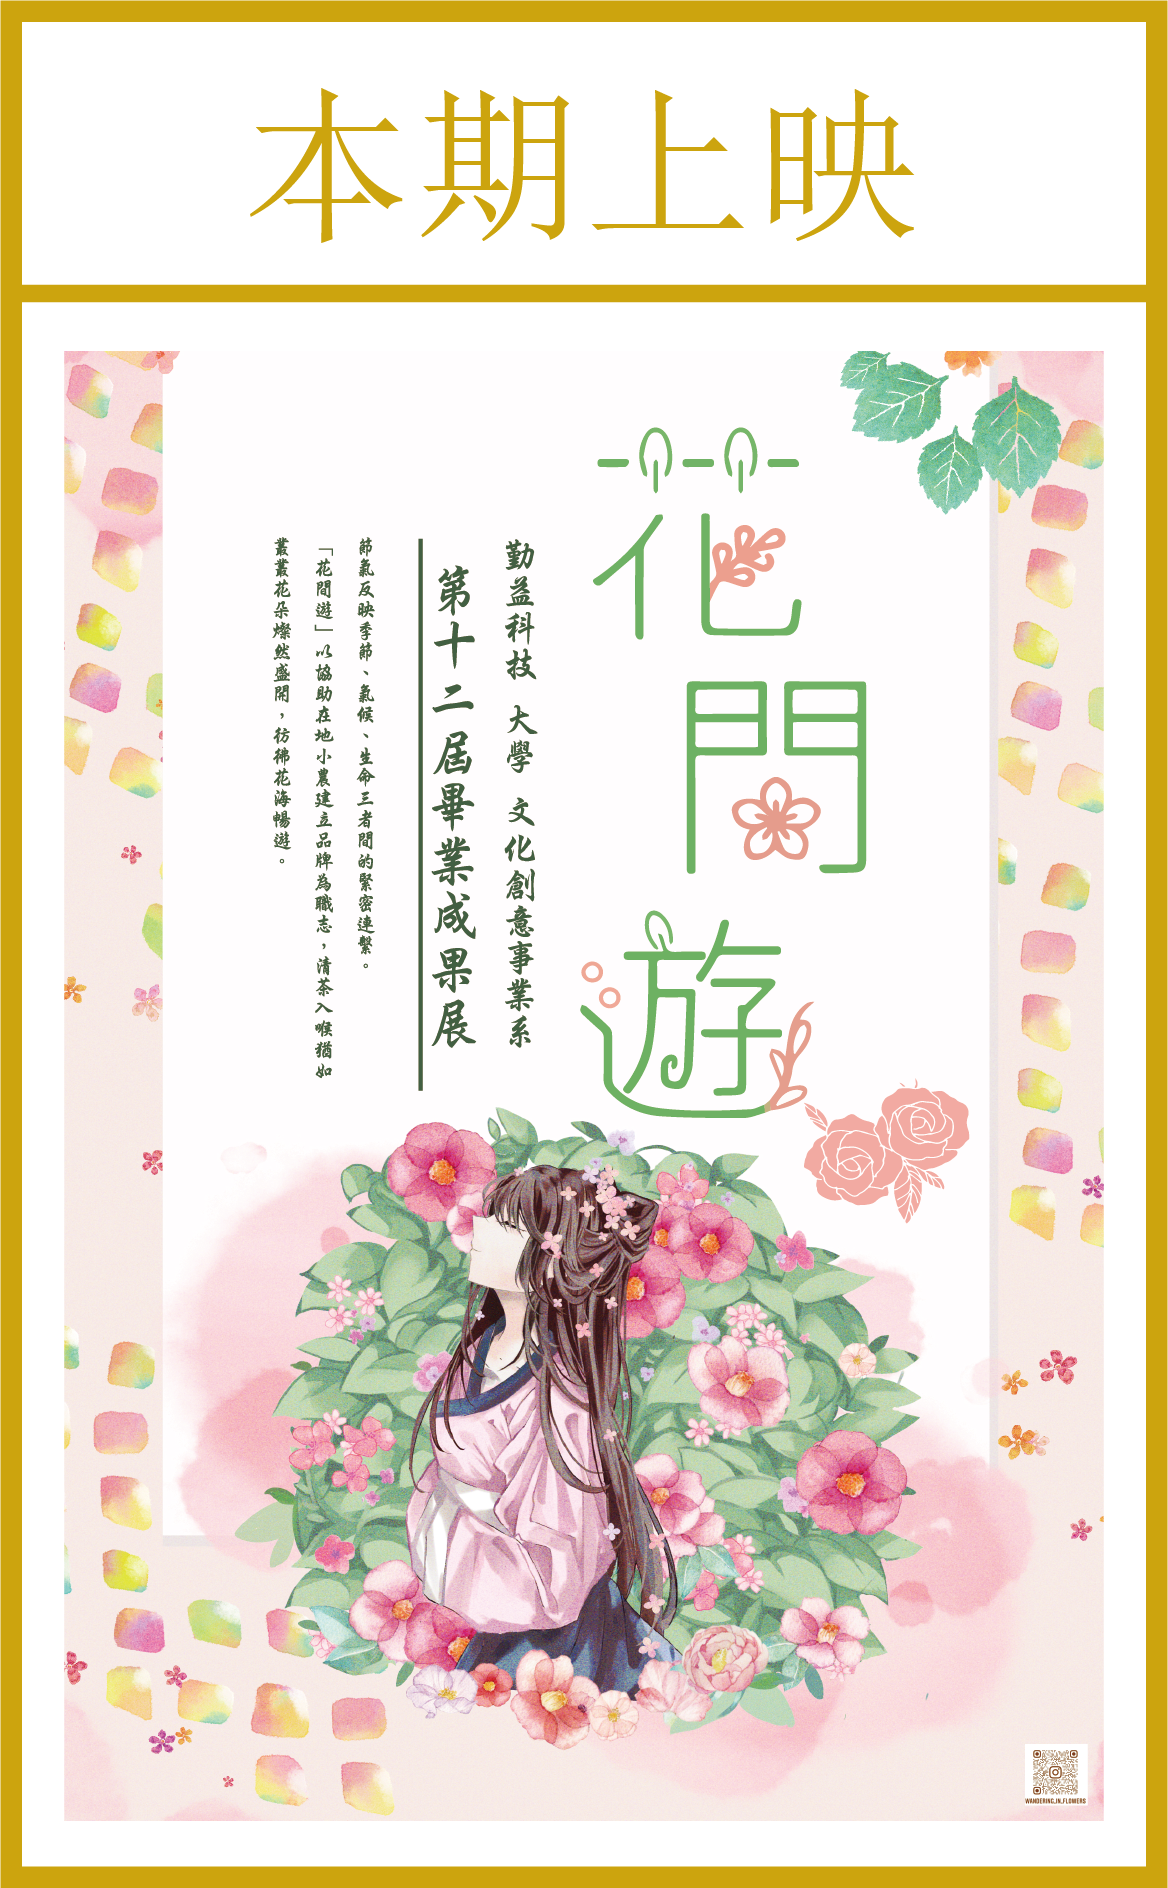 本期上映
花間遊
勤益科技 大學 文化創意事業系
第十二屆畢業成果展
節氣反映季節、氣候、生命三者間的緊密連繫。
「花間遊」以協助在地小農建立品牌為職志，清茶入喉猶如
叢叢花朵燦然盛開，彷彿花海暢遊。
WANDERING_IN_FLOWERS